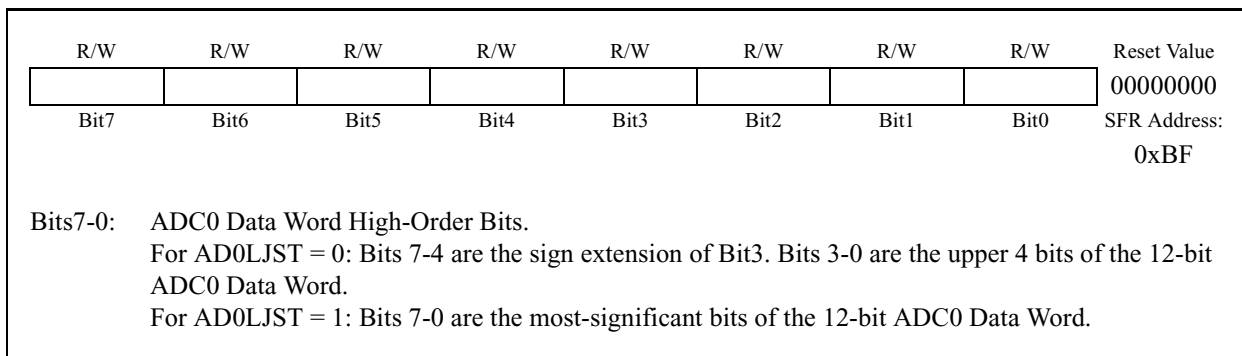 R/W R/W R/W R/W R/W R/W R/W R/W Reset Value
00000000
Bit7 Bit6 Bit5 Bit4 Bit3 Bit2 Bit1 Bit0 SFR Address:
0xBF
Bits7-0: ADC0 Data Word High-Order Bits.
For AD0LJST = 0: Bits 7-4 are the sign extension of Bit3. Bits 3-0 are the upper 4 bits of the 12-bit
ADC0 Data Word.
For AD0LJST = 1: Bits 7-0 are the most-significant bits of the 12-bit ADC0 Data Word.